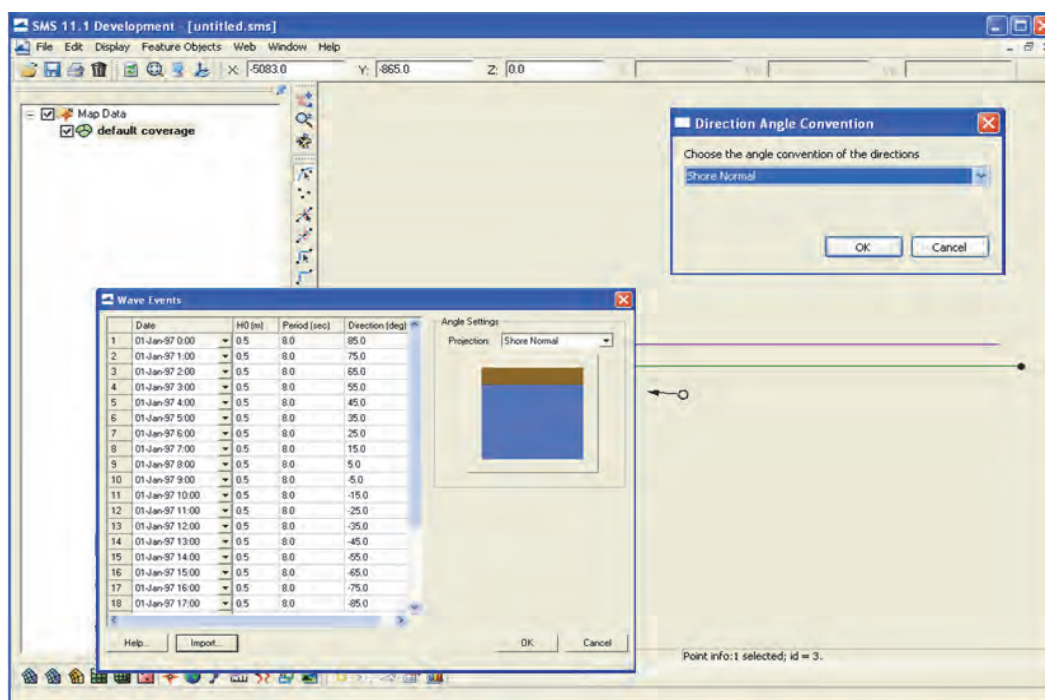 SMS 11.1 Development - [untitled.sms]
File Edit Display Feature Objects Web Window Help
X: -5083.0 Y: -865.0 Z: 0.0
Map Data
default coverage
Direction Angle Convention
Choose the angle convention of the directions
Shore Normal
OK Cancel
Wave Events
Date H0 (m) Period (sec) Direction (deg)
1 01-Jan-97 0:00 0.5 8.0 85.0
2 01-Jan-97 1:00 0.5 8.0 75.0
3 01-Jan-97 2:00 0.5 8.0 65.0
4 01-Jan-97 3:00 0.5 8.0 55.0
5 01-Jan-97 4:00 0.5 8.0 45.0
6 01-Jan-97 5:00 0.5 8.0 35.0
7 01-Jan-97 6:00 0.5 8.0 25.0
8 01-Jan-97 7:00 0.5 8.0 15.0
9 01-Jan-97 8:00 0.5 8.0 5.0
10 01-Jan-97 9:00 0.5 8.0 -5.0
11 01-Jan-97 10:00 0.5 8.0 -15.0
12 01-Jan-97 11:00 0.5 8.0 -25.0
13 01-Jan-97 12:00 0.5 8.0 -35.0
14 01-Jan-97 13:00 0.5 8.0 -45.0
15 01-Jan-97 14:00 0.5 8.0 -55.0
16 01-Jan-97 15:00 0.5 8.0 -65.0
17 01-Jan-97 16:00 0.5 8.0 -75.0
18 01-Jan-97 17:00 0.5 8.0 -85.0
Angle Settings
Projection: Shore Normal
Help... Import... OK Cancel
Point info:1 selected; id = 3.